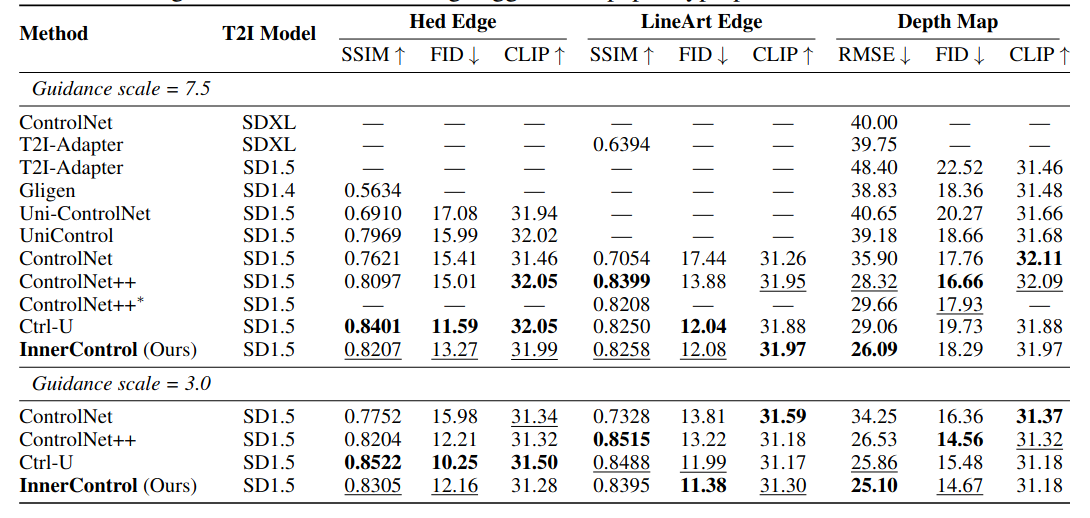 Hed Edge LineArt Edge Depth Map
Method T2I Model
SSIM ↑ FID ↓ CLIP ↑ SSIM ↑ FID ↓ CLIP ↑ RMSE ↓ FID ↓ CLIP ↑
Guidance scale = 7.5
ControlNet SDXL — — — — — — 40.00 — —
T2I-Adapter SDXL — — — 0.6394 — — 39.75 — —
T2I-Adapter SD1.5 — — — — — — 48.40 22.52 31.46
Gligen SD1.4 0.5634 — — — — — 38.83 18.36 31.48
Uni-ControlNet SD1.5 0.6910 17.08 31.94 — — — 40.65 20.27 31.66
UniControl SD1.5 0.7969 15.99 32.02 — — — 39.18 18.66 31.68
ControlNet SD1.5 0.7621 15.41 31.46 0.7054 17.44 31.26 35.90 17.76 32.11
ControlNet++ SD1.5 0.8097 15.01 32.05 0.8399 13.88 31.95 28.32 16.66 32.09
ControlNet++* SD1.5 — — — 0.8208 — — 29.66 17.93 —
Ctrl-U SD1.5 0.8401 11.59 32.05 0.8250 12.04 31.88 29.06 19.73 31.88
InnerControl (Ours) SD1.5 0.8207 13.27 31.99 0.8258 12.08 31.97 26.09 18.29 31.97
Guidance scale = 3.0
ControlNet SD1.5 0.7752 15.98 31.34 0.7328 13.81 31.59 34.25 16.36 31.37
ControlNet++ SD1.5 0.8204 12.21 31.32 0.8515 13.22 31.18 26.53 14.56 31.32
Ctrl-U SD1.5 0.8522 10.25 31.50 0.8488 11.99 31.17 25.86 15.48 31.18
InnerControl (Ours) SD1.5 0.8305 12.16 31.28 0.8395 11.38 31.30 25.10 14.67 31.18